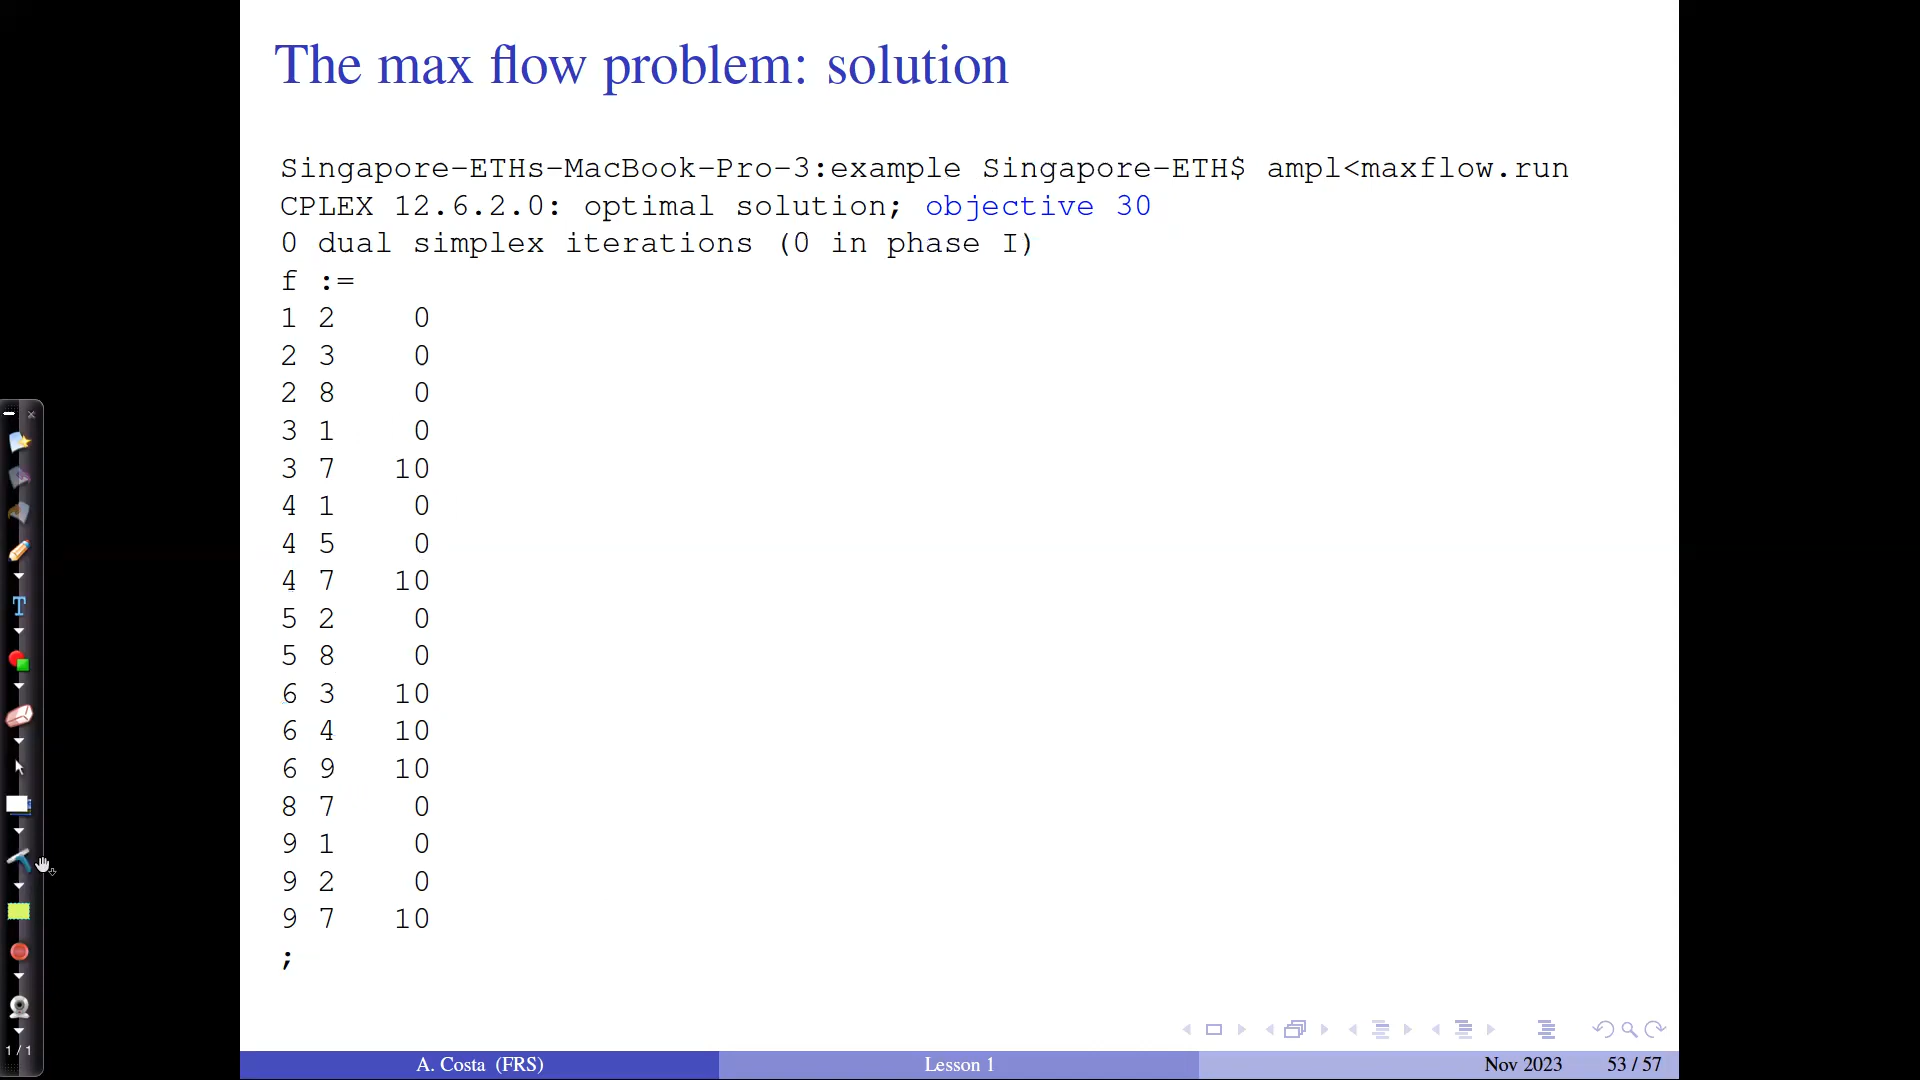 The max flow problem: solution
Singapore-ETHs-MacBook-Pro-3:example Singapore-ETH$ ampl<maxflow.run
CPLEX 12.6.2.0: optimal solution; objective 30
0 dual simplex iterations (0 in phase I)
f :=
1 2 0
2 3 0
2 8 0
3 1 0
3 7 10
4 1 0
4 5 0
4 7 10
5 2 0
5 8 0
6 3 10
6 4 10
6 9 10
8 7 0
9 1 0
9 2 0
9 7 10
;
T
1 / 1
A. Costa (FRS) Lesson 1 Nov 2023 53 / 57